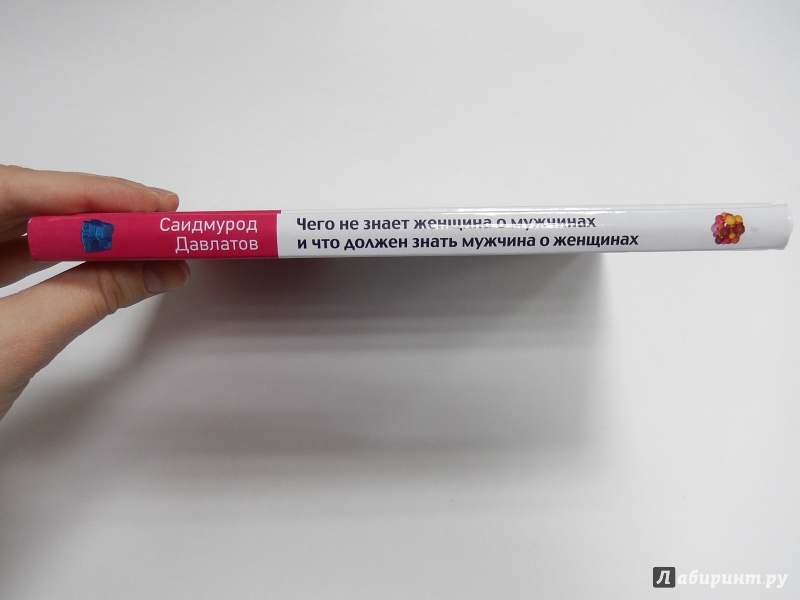 Саидмурод
Давлатов
Чего не знает женщина о мужчинах
и что должен знать мужчина о женщинах
Лабиринт.ру